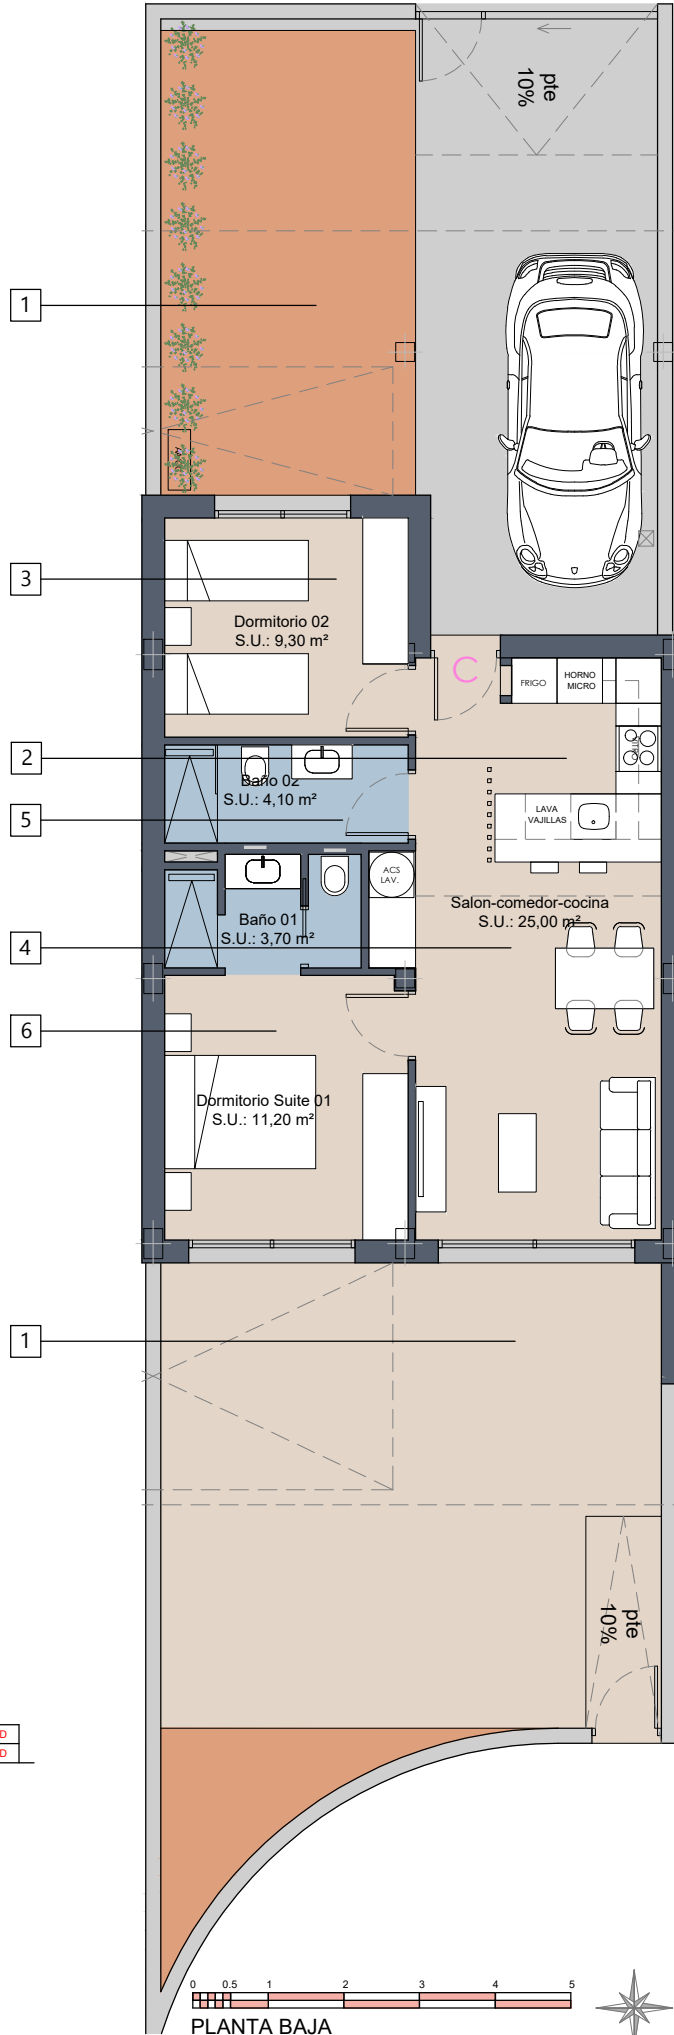 pte
10%
1
3
Dormitorio 02
S.U.: 9,30 m²
C
FRIGO
HORNO
MICRO
2
Baño 02
S.U.: 4,10 m²
5
LAVA
VAJILLAS
ACS
LAV.
Salon-comedor-cocina
S.U.: 25,00 m²
Baño 01
S.U.: 3,70 m²
4
6
Dormitorio Suite 01
S.U.: 11,20 m²
1
pte
10%
D
D
0 0.5 1 2 3 4 5
PLANTA BAJA